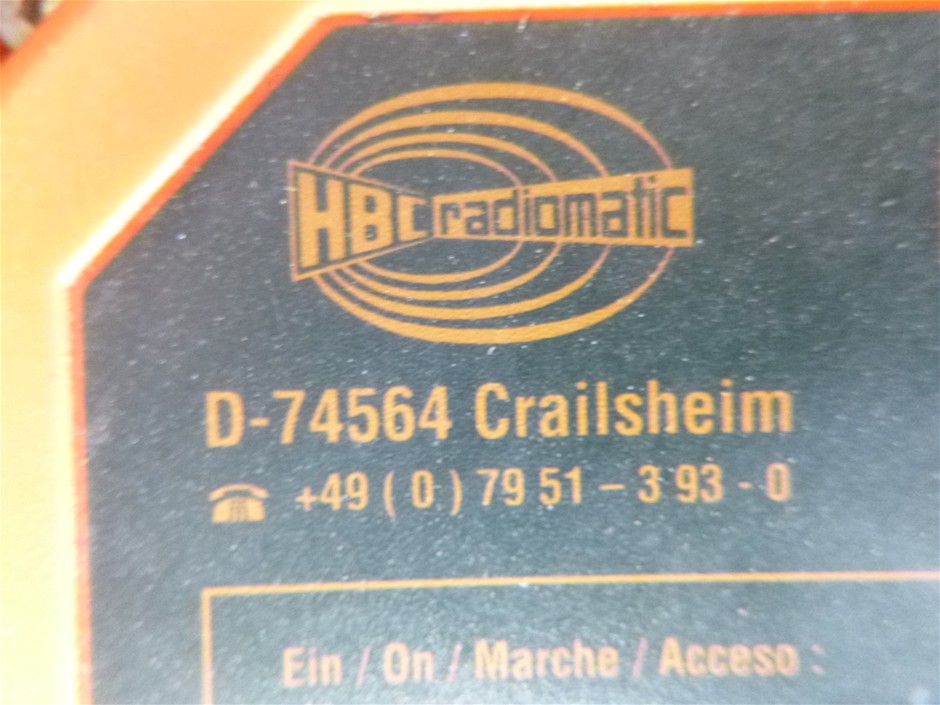 HBC radiomatic
D-74564 Crailsheim
☎ +49 ( 0 ) 79 51 – 3 93 - 0
Ein / On / Marche / Acceso :